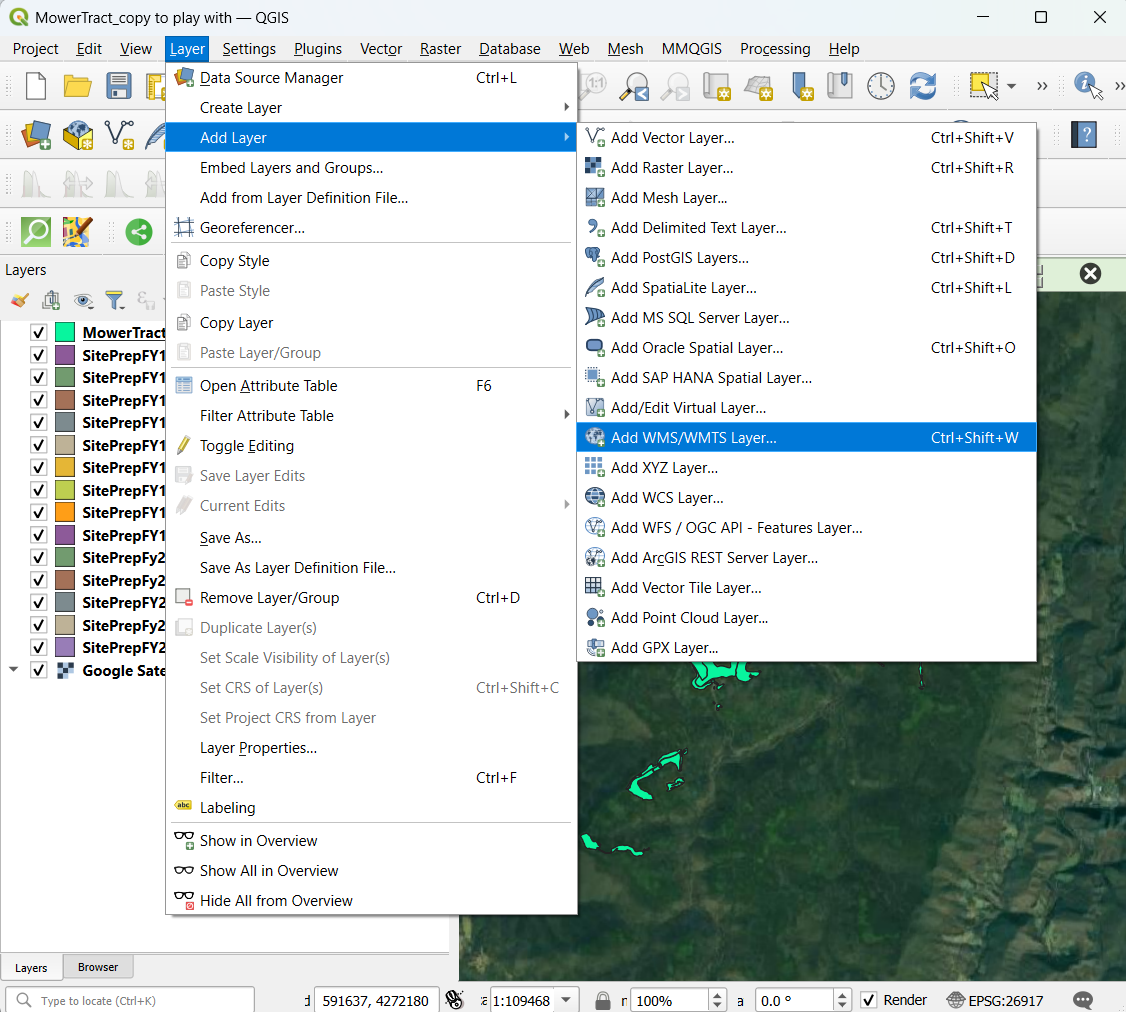 MowerTract_copy to play with — QGIS
Project Edit View Layer Settings Plugins Vector Raster Database Web Mesh MMQGIS Processing Help
Data Source Manager Ctrl+L
Create Layer
Add Layer
Embed Layers and Groups...
Add from Layer Definition File...
Georeferencer...
Copy Style
Paste Style
Copy Layer
Paste Layer/Group
Open Attribute Table F6
Filter Attribute Table
Toggle Editing
Save Layer Edits
Current Edits
Save As...
Save As Layer Definition File...
Remove Layer/Group Ctrl+D
Duplicate Layer(s)
Set Scale Visibility of Layer(s)
Set CRS of Layer(s) Ctrl+Shift+C
Set Project CRS from Layer
Layer Properties...
Filter... Ctrl+F
abc Labeling
Show in Overview
Show All in Overview
Hide All from Overview
Add Vector Layer... Ctrl+Shift+V
Add Raster Layer... Ctrl+Shift+R
Add Mesh Layer...
Add Delimited Text Layer... Ctrl+Shift+T
Add PostGIS Layers... Ctrl+Shift+D
Add SpatiaLite Layer... Ctrl+Shift+L
Add MS SQL Server Layer...
Add Oracle Spatial Layer... Ctrl+Shift+O
Add SAP HANA Spatial Layer...
Add/Edit Virtual Layer...
Add WMS/WMTS Layer... Ctrl+Shift+W
Add XYZ Layer...
Add WCS Layer...
Add WFS / OGC API - Features Layer...
Add ArcGIS REST Server Layer...
Add Vector Tile Layer...
Add Point Cloud Layer...
Add GPX Layer...
1:1
Layers
MowerTract
SitePrepFY1
SitePrepFY1
SitePrepFY1
SitePrepFY1
SitePrepFY1
SitePrepFY1
SitePrepFY1
SitePrepFY1
SitePrepFY1
SitePrepFy2
SitePrepFY2
SitePrepFY2
SitePrepFy2
SitePrepFY2
Google Sate
Layers Browser
Type to locate (Ctrl+K) 591637, 4272180 1:109468 100% 0.0 ° Render EPSG:26917